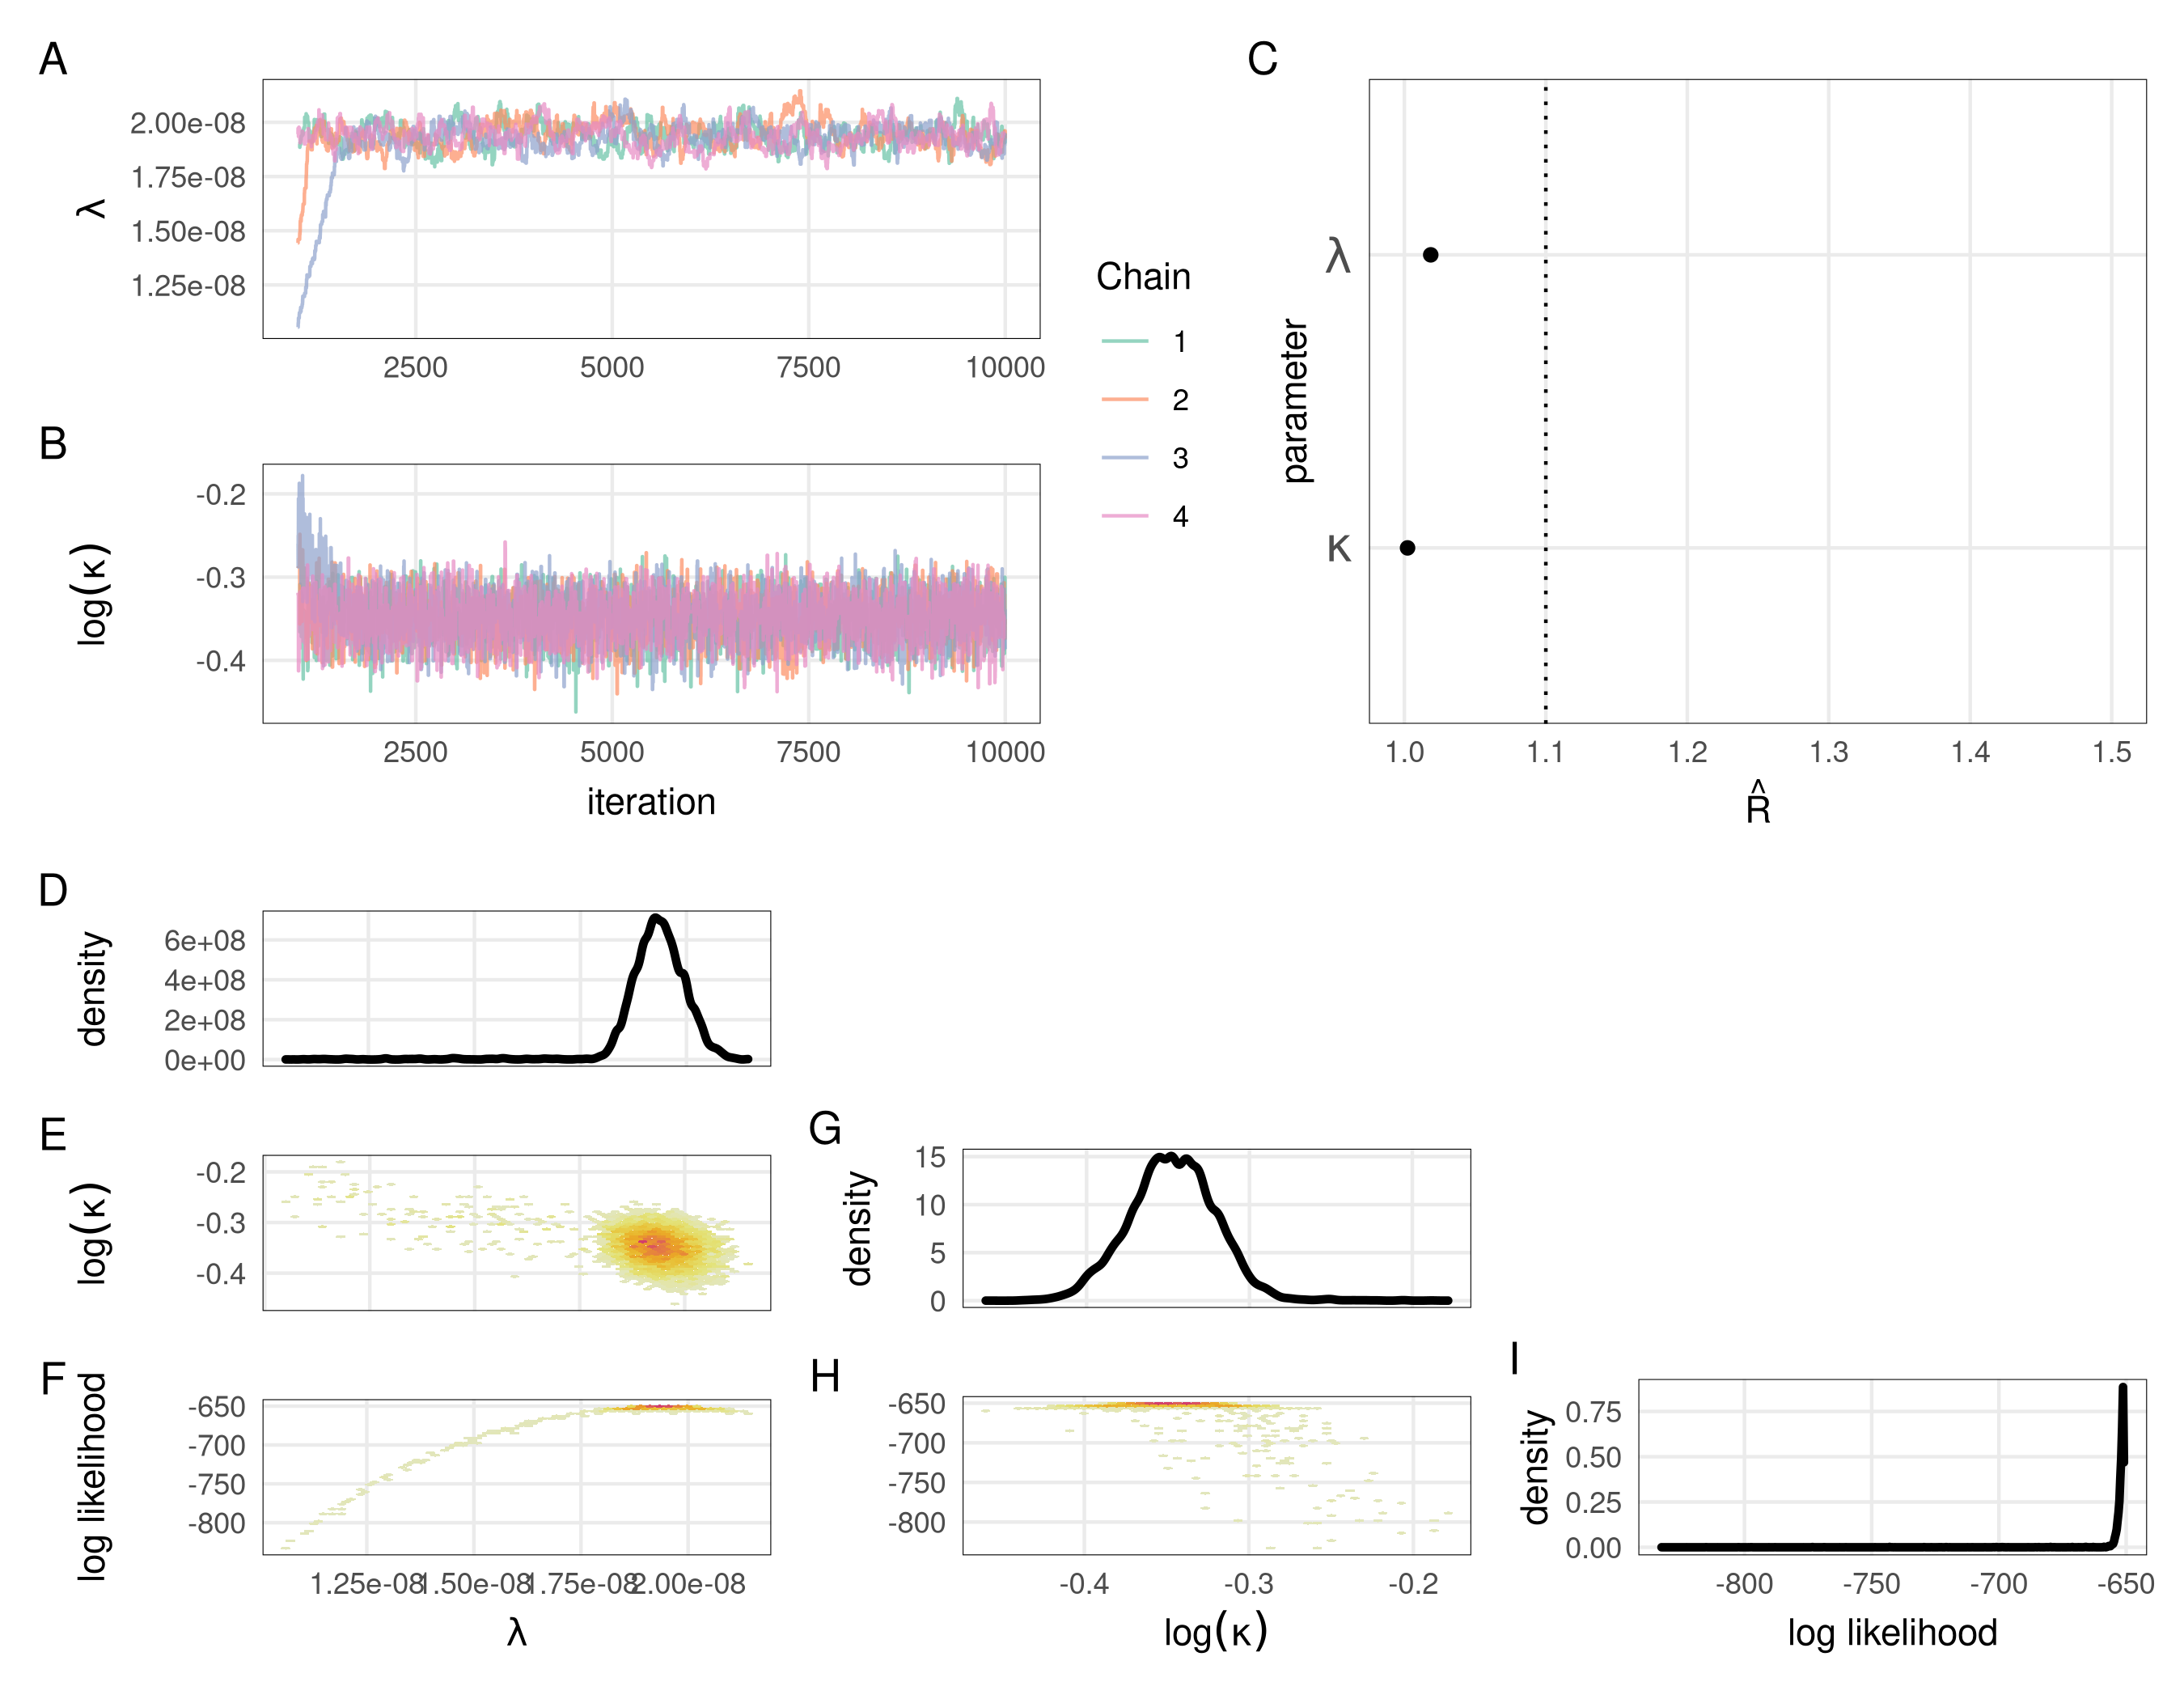 A
λ
2.00e-08
1.75e-08
1.50e-08
1.25e-08
2500 5000 7500 10000
B
log(κ)
-0.2
-0.3
-0.4
2500 5000 7500 10000
iteration
Chain
1
2
3
4
C
parameter
λ
κ
1.0 1.1 1.2 1.3 1.4 1.5
R̂
D
density
6e+08
4e+08
2e+08
0e+00
E
log(κ)
-0.2
-0.3
-0.4
G
density
15
10
5
0
F
log likelihood
-650
-700
-750
-800
1.25e-08 1.50e-08 1.75e-08 2.00e-08
λ
H
-650
-700
-750
-800
-0.4 -0.3 -0.2
log(κ)
I
density
0.75
0.50
0.25
0.00
-800 -750 -700 -650
log likelihood